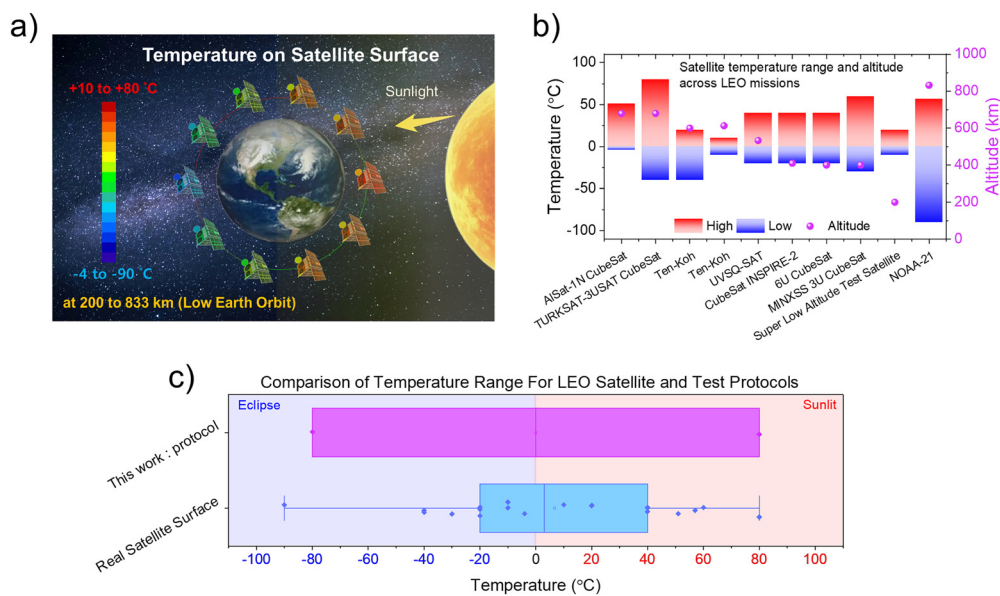 a)
Temperature on Satellite Surface
+10 to +80 °C
Sunlight
-4 to -90 °C
at 200 to 833 km (Low Earth Orbit)
b)
Satellite temperature range and altitude
across LEO missions
Temperature (°C)
100
50
0
-50
-100
High
Low
Altitude
1000
800
600
400
200
0
Altitude (km)
AlSat-1N CubeSat
TURKSAT-3USAT CubeSat
Ten-Koh
Ten-Koh
UVSQ-SAT
CubeSat INSPIRE-2
6U CubeSat
MINXSS 3U CubeSat
Super Low Altitude Test Satellite
NOAA-21
c)
Comparison of Temperature Range For LEO Satellite and Test Protocols
Eclipse
Sunlit
This work : protocol
Real Satellite Surface
-100 -80 -60 -40 -20 0 20 40 60 80 100
Temperature (°C)